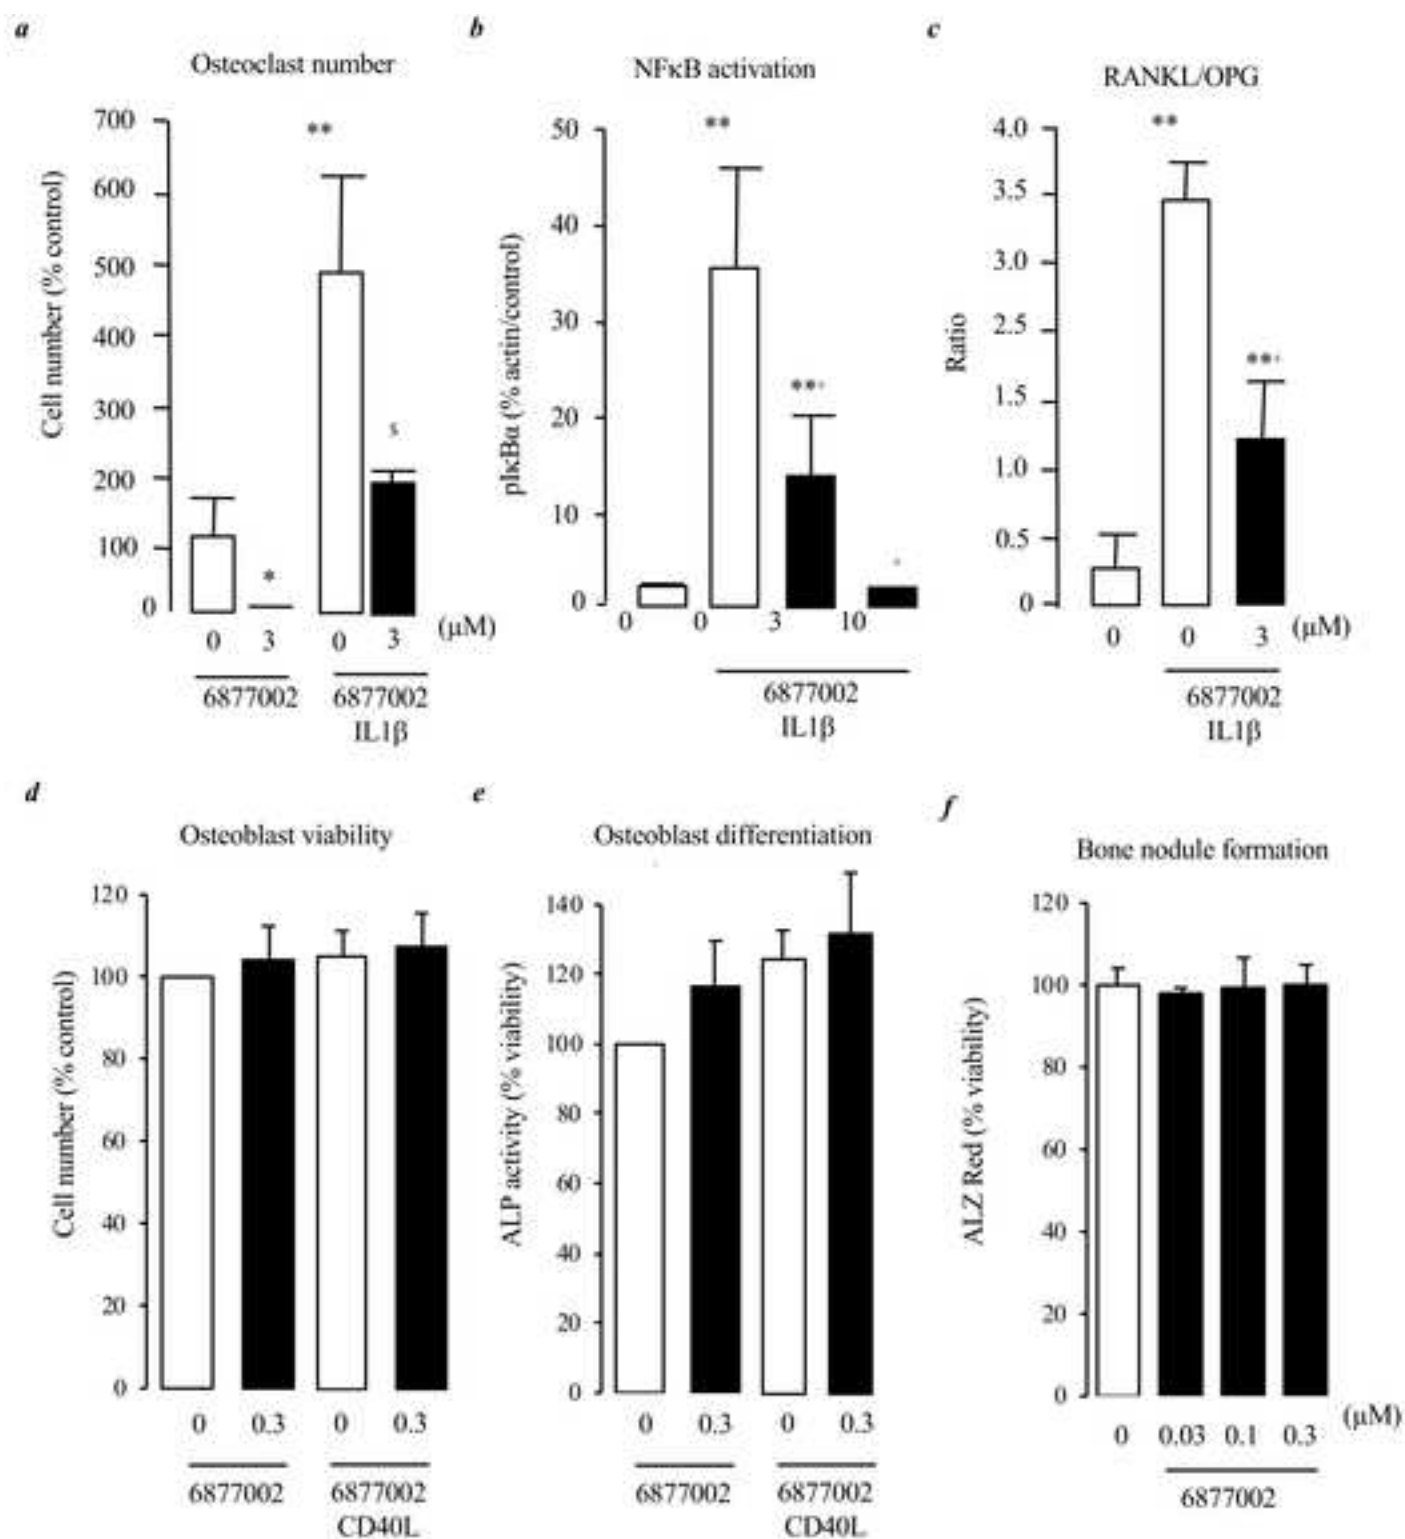 a
Osteoclast number
Cell number (% control)
700
600
500
400
300
200
100
0
**
*
$
0 3 0 3 (μM)
6877002 6877002
IL1β
b
NFκB activation
pIκBα (% actin/control)
50
40
30
20
10
0
**
**
0 0 3 10
6877002
IL1β
c
RANKL/OPG
Ratio
4.0
3.5
3.0
2.5
1.5
1.0
0.5
0
**
**
0 0 3 (μM)
6877002
IL1β
d
Osteoblast viability
Cell number (% control)
120
100
80
60
40
20
0
0 0.3 0 0.3
6877002 6877002
CD40L
e
Osteoblast differentiation
ALP activity (% viability)
140
120
100
80
60
40
20
0
0 0.3 0 0.3
6877002 6877002
CD40L
f
Bone nodule formation
ALZ Red (% viability)
120
100
80
60
40
20
0
0 0.03 0.1 0.3 (μM)
6877002